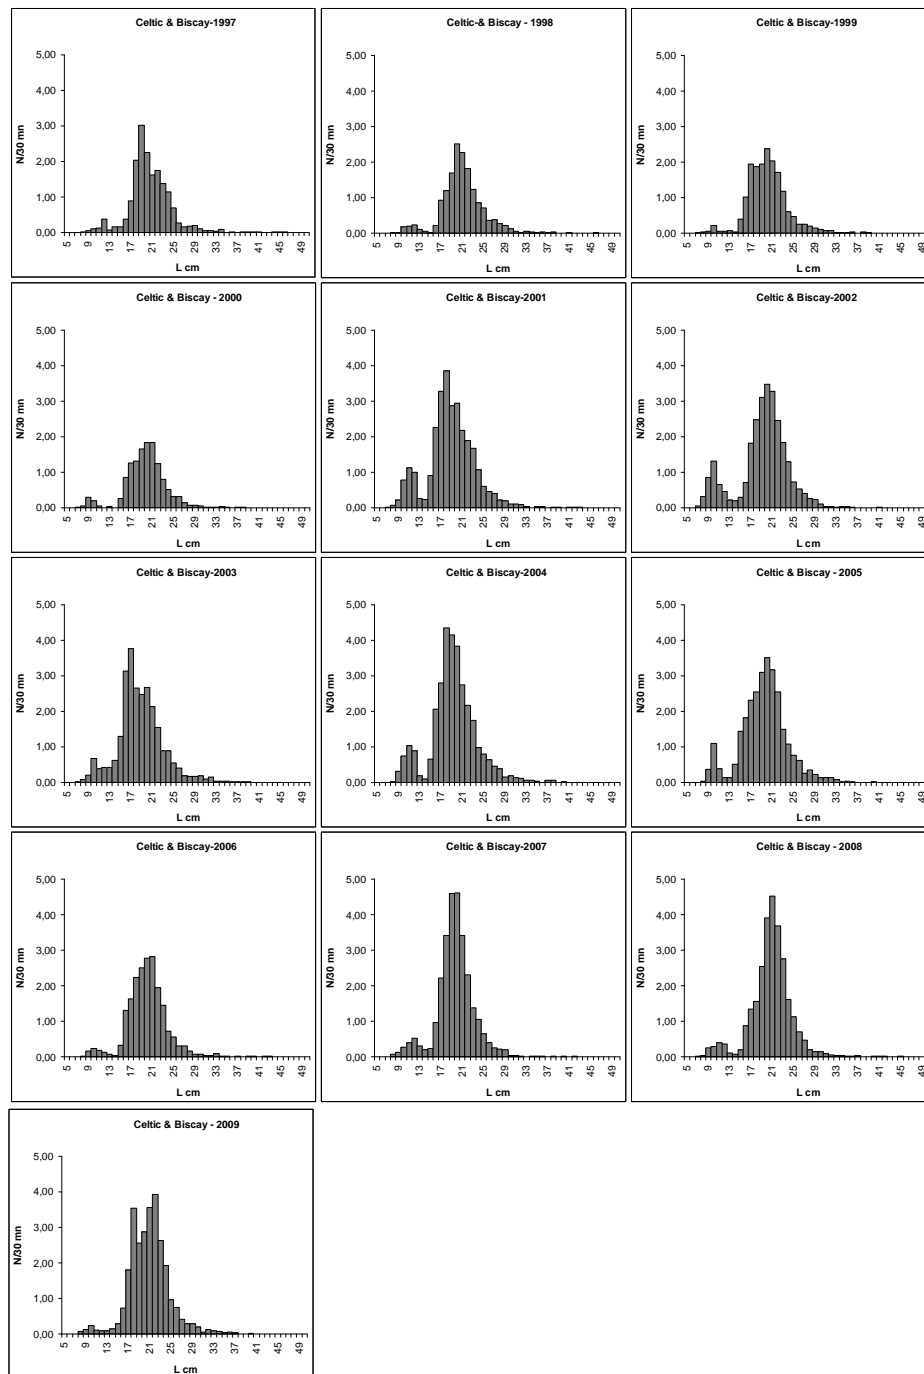 Celtic & Biscay-1997
5,00
4,00
3,00
2,00
1,00
0,00
N/30 mn
5 9 13 17 21 25 29 33 37 41 45 49
L cm
Celtic-& Biscay - 1998
5,00
4,00
3,00
2,00
1,00
0,00
N/30 mn
5 9 13 17 21 25 29 33 37 41 45 49
L cm
Celtic & Biscay-1999
5,00
4,00
3,00
2,00
1,00
0,00
N/30 mn
5 9 13 17 21 25 29 33 37 41 45 49
L cm
Celtic & Biscay - 2000
5,00
4,00
3,00
2,00
1,00
0,00
N/30 mn
5 9 13 17 21 25 29 33 37 41 45 49
L cm
Celtic & Biscay-2001
5,00
4,00
3,00
2,00
1,00
0,00
N/30 mn
5 9 13 17 21 25 29 33 37 41 45 49
L cm
Celtic & Biscay-2002
5,00
4,00
3,00
2,00
1,00
0,00
N/30 mn
5 9 13 17 21 25 29 33 37 41 45 49
L cm
Celtic & Biscay-2003
5,00
4,00
3,00
2,00
1,00
0,00
N/30 mn
5 9 13 17 21 25 29 33 37 41 45 49
L cm
Celtic & Biscay-2004
5,00
4,00
3,00
2,00
1,00
0,00
N/30 mn
5 9 13 17 21 25 29 33 37 41 45 49
L cm
Celtic & Biscay - 2005
5,00
4,00
3,00
2,00
1,00
0,00
N/30 mn
5 9 13 17 21 25 29 33 37 41 45 49
L cm
Celtic & Biscay-2006
5,00
4,00
3,00
2,00
1,00
0,00
N/30 mn
5 9 13 17 21 25 29 33 37 41 45 49
L cm
Celtic & Biscay-2007
5,00
4,00
3,00
2,00
1,00
0,00
N/30 mn
5 9 13 17 21 25 29 33 37 41 45 49
L cm
Celtic & Biscay - 2008
5,00
4,00
3,00
2,00
1,00
0,00
N/30 mn
5 9 13 17 21 25 29 33 37 41 45 49
L cm
Celtic & Biscay - 2009
5,00
4,00
3,00
2,00
1,00
0,00
N/30 mn
5 9 13 17 21 25 29 33 37 41 45 49
L cm